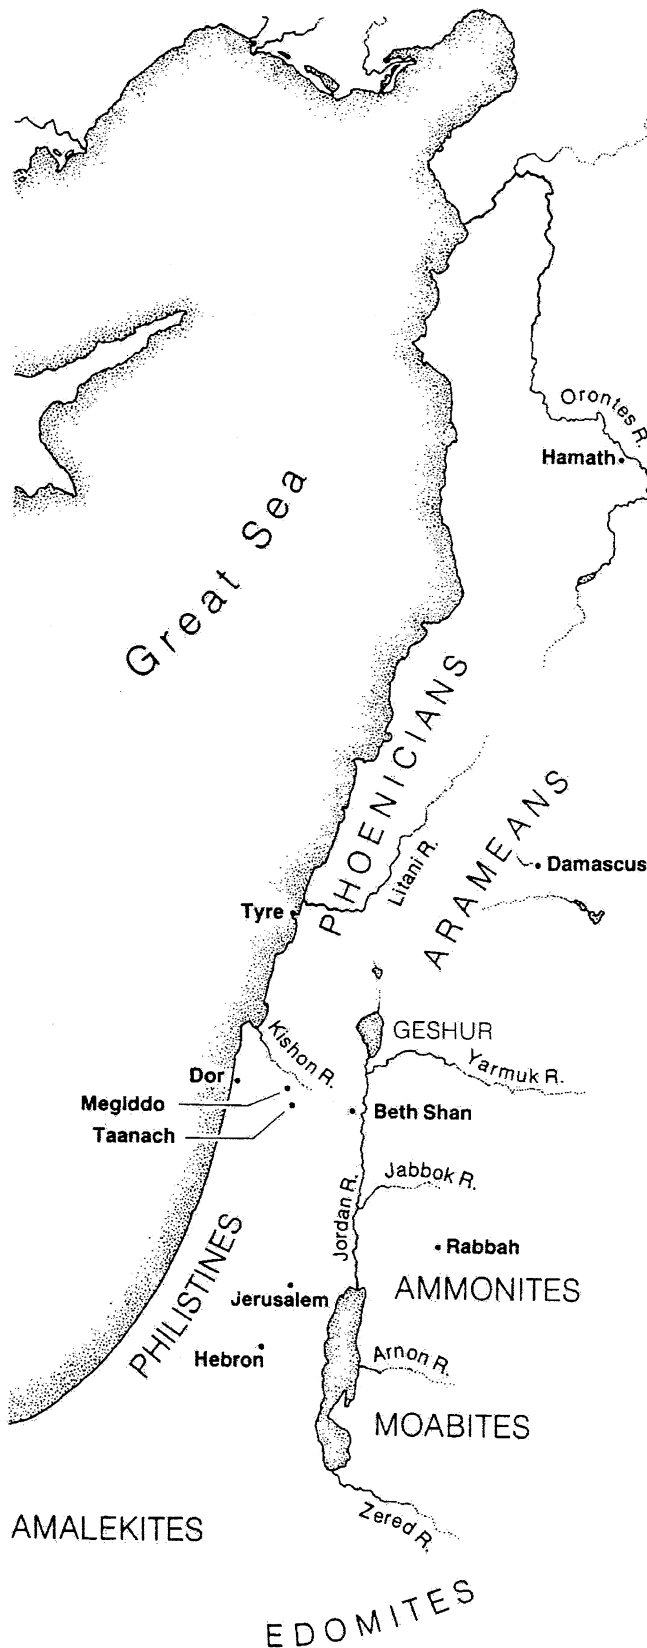 Orontes R.
Hamath
Great Sea
PHOENICIANS
Litani R.
ARAMEANS
Damascus
Tyre
GESHUR
Kishon R.
Yarmuk R.
Dor
Megiddo
Beth Shan
Taanach
Jabbok R.
Jordan R.
PHILISTINES
Rabbah
Jerusalem
AMMONITES
Hebron
Arnon R.
MOABITES
Zered R.
AMALEKITES
EDOMITES